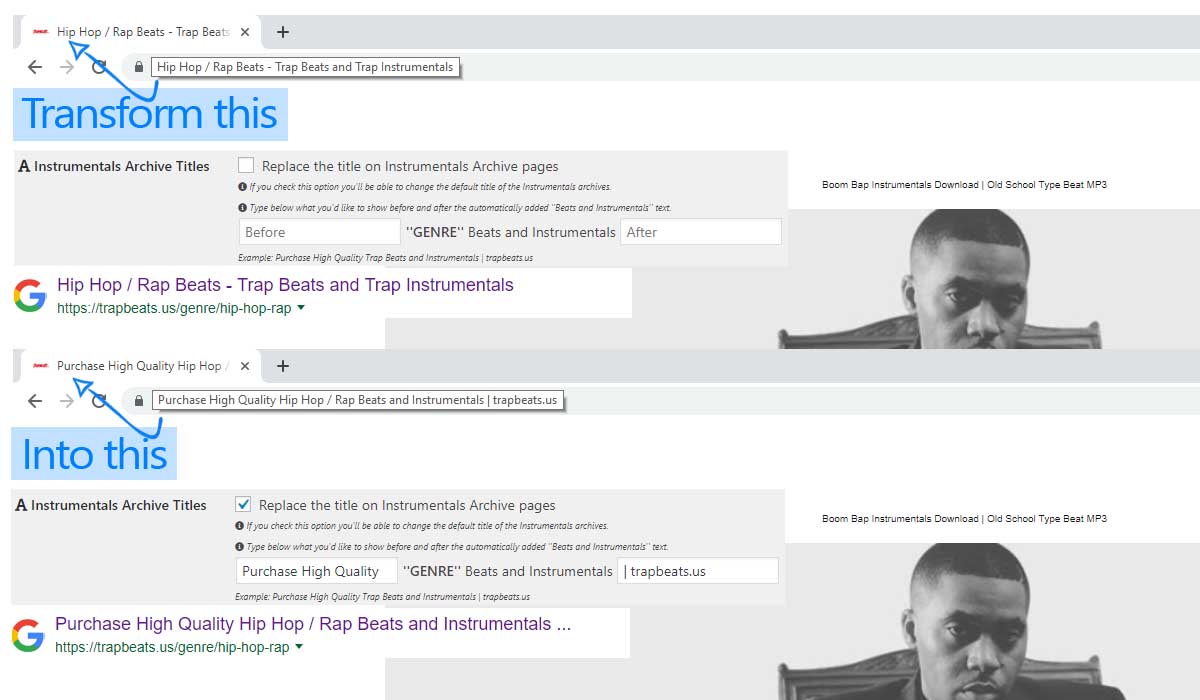 Hip Hop / Rap Beats - Trap Beats
Hip Hop / Rap Beats - Trap Beats and Trap Instrumentals
Transform this
A Instrumentals Archive Titles
Replace the title on Instrumentals Archive pages
If you check this option you'll be able to change the default title of the Instrumentals archives.
Type below what you'd like to show before and after the automatically added "Beats and Instrumentals" text.
Before "GENRE" Beats and Instrumentals After
Example: Purchase High Quality Trap Beats and Instrumentals | trapbeats.us
Boom Bap Instrumentals Download | Old School Type Beat MP3
Hip Hop / Rap Beats - Trap Beats and Trap Instrumentals
https://trapbeats.us/genre/hip-hop-rap
Purchase High Quality Hip Hop /
Purchase High Quality Hip Hop / Rap Beats and Instrumentals | trapbeats.us
Into this
A Instrumentals Archive Titles
Replace the title on Instrumentals Archive pages
If you check this option you'll be able to change the default title of the Instrumentals archives.
Type below what you'd like to show before and after the automatically added "Beats and Instrumentals" text.
Purchase High Quality "GENRE" Beats and Instrumentals | trapbeats.us
Example: Purchase High Quality Trap Beats and Instrumentals | trapbeats.us
Boom Bap Instrumentals Download | Old School Type Beat MP3
Purchase High Quality Hip Hop / Rap Beats and Instrumentals ...
https://trapbeats.us/genre/hip-hop-rap